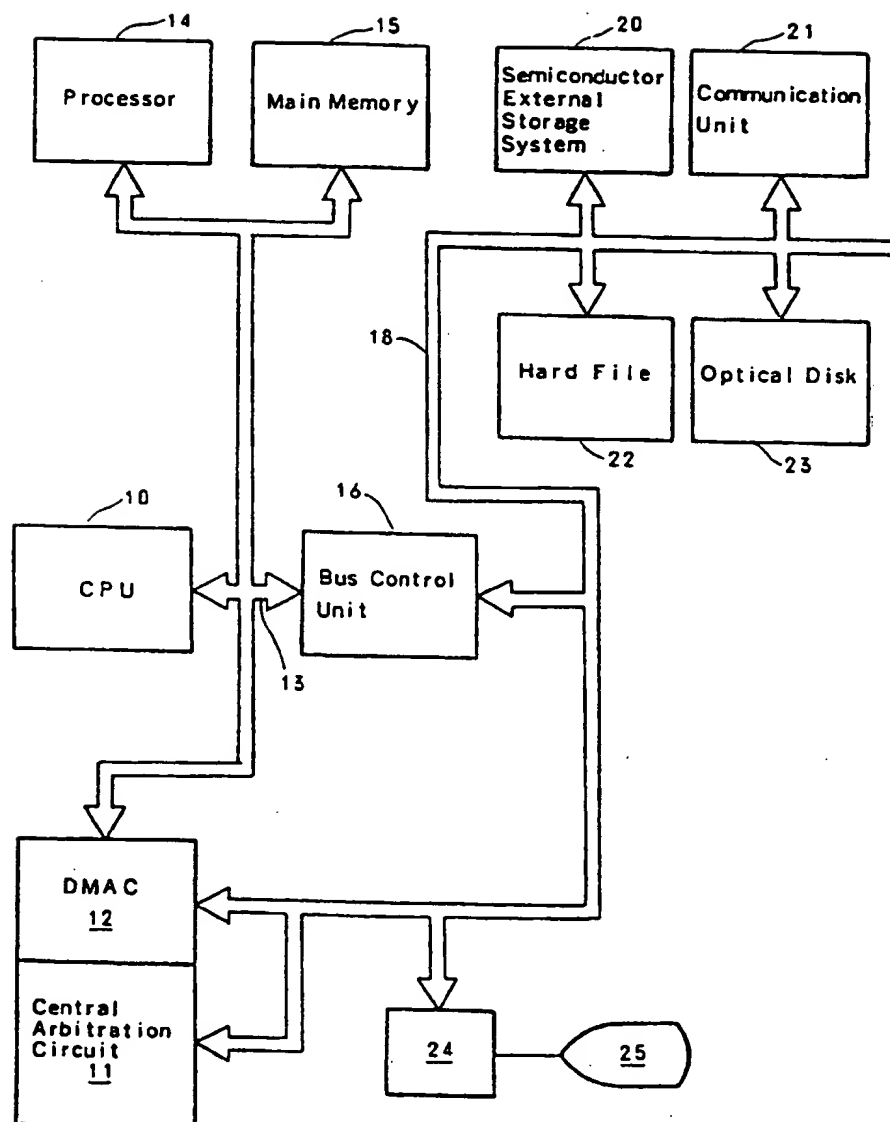 14
15
20
21
Processor
Main Memory
Semiconductor
External
Storage
System
Communication
Unit
18
Hard File
Optical Disk
22
23
10
16
CPU
Bus Control
Unit
13
DMAC
12
Central
Arbitration
Circuit
11
24
25